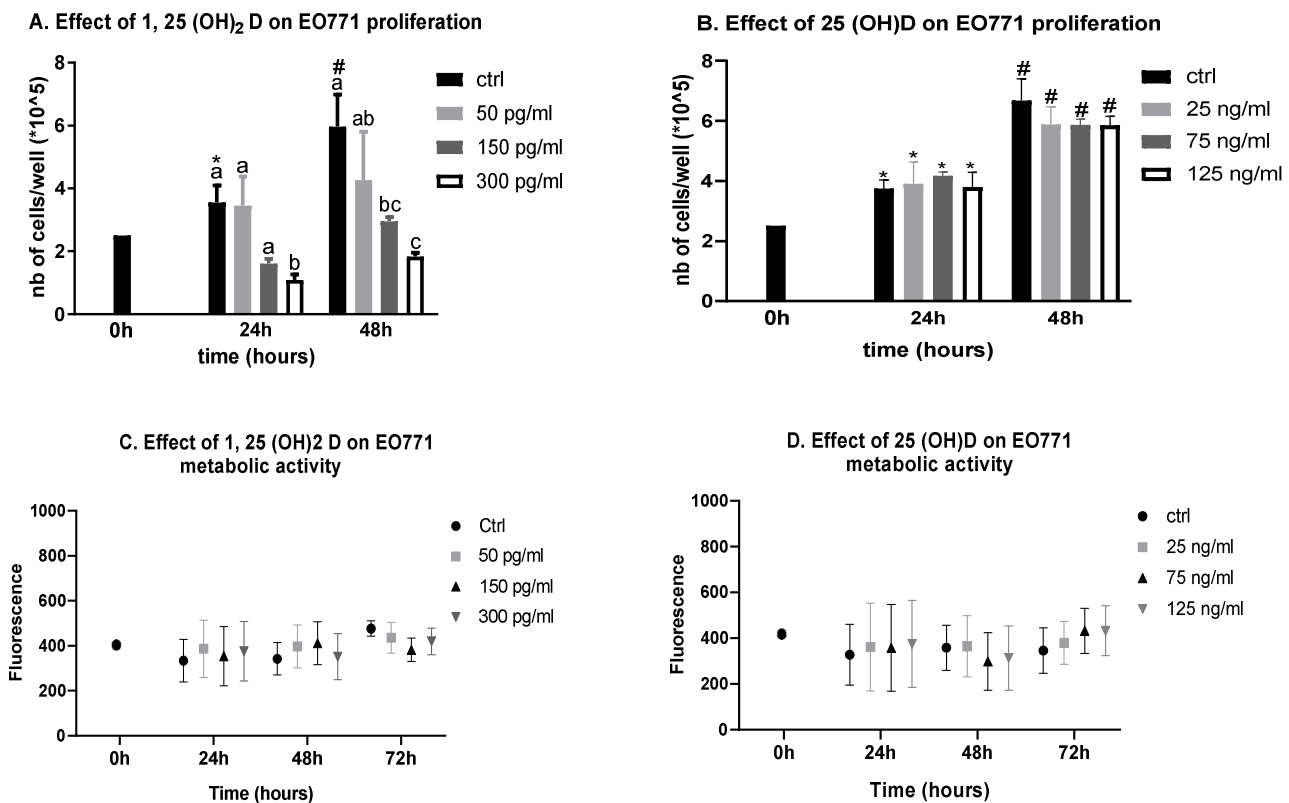 A. Effect of 1, 25 (OH)2 D on EO771 proliferation
nb of cells/well (*10^5)
8
6
4
2
0
*
a
a
a
b
#
a
ab
bc
c
0h
24h
48h
time (hours)
ctrl
50 pg/ml
150 pg/ml
300 pg/ml
B. Effect of 25 (OH)D on EO771 proliferation
nb of cells/well (*10^5)
8
6
4
2
0
*
*
*
*
#
#
#
#
0h
24h
48h
time (hours)
ctrl
25 ng/ml
75 ng/ml
125 ng/ml
C. Effect of 1, 25 (OH)2 D on EO771
metabolic activity
Fluorescence
1000
800
600
400
200
0
0h
24h
48h
72h
Time (hours)
Ctrl
50 pg/ml
150 pg/ml
300 pg/ml
D. Effect of 25 (OH)D on EO771
metabolic activity
Fluorescence
1000
800
600
400
200
0
0h
24h
48h
72h
Time (hours)
ctrl
25 ng/ml
75 ng/ml
125 ng/ml